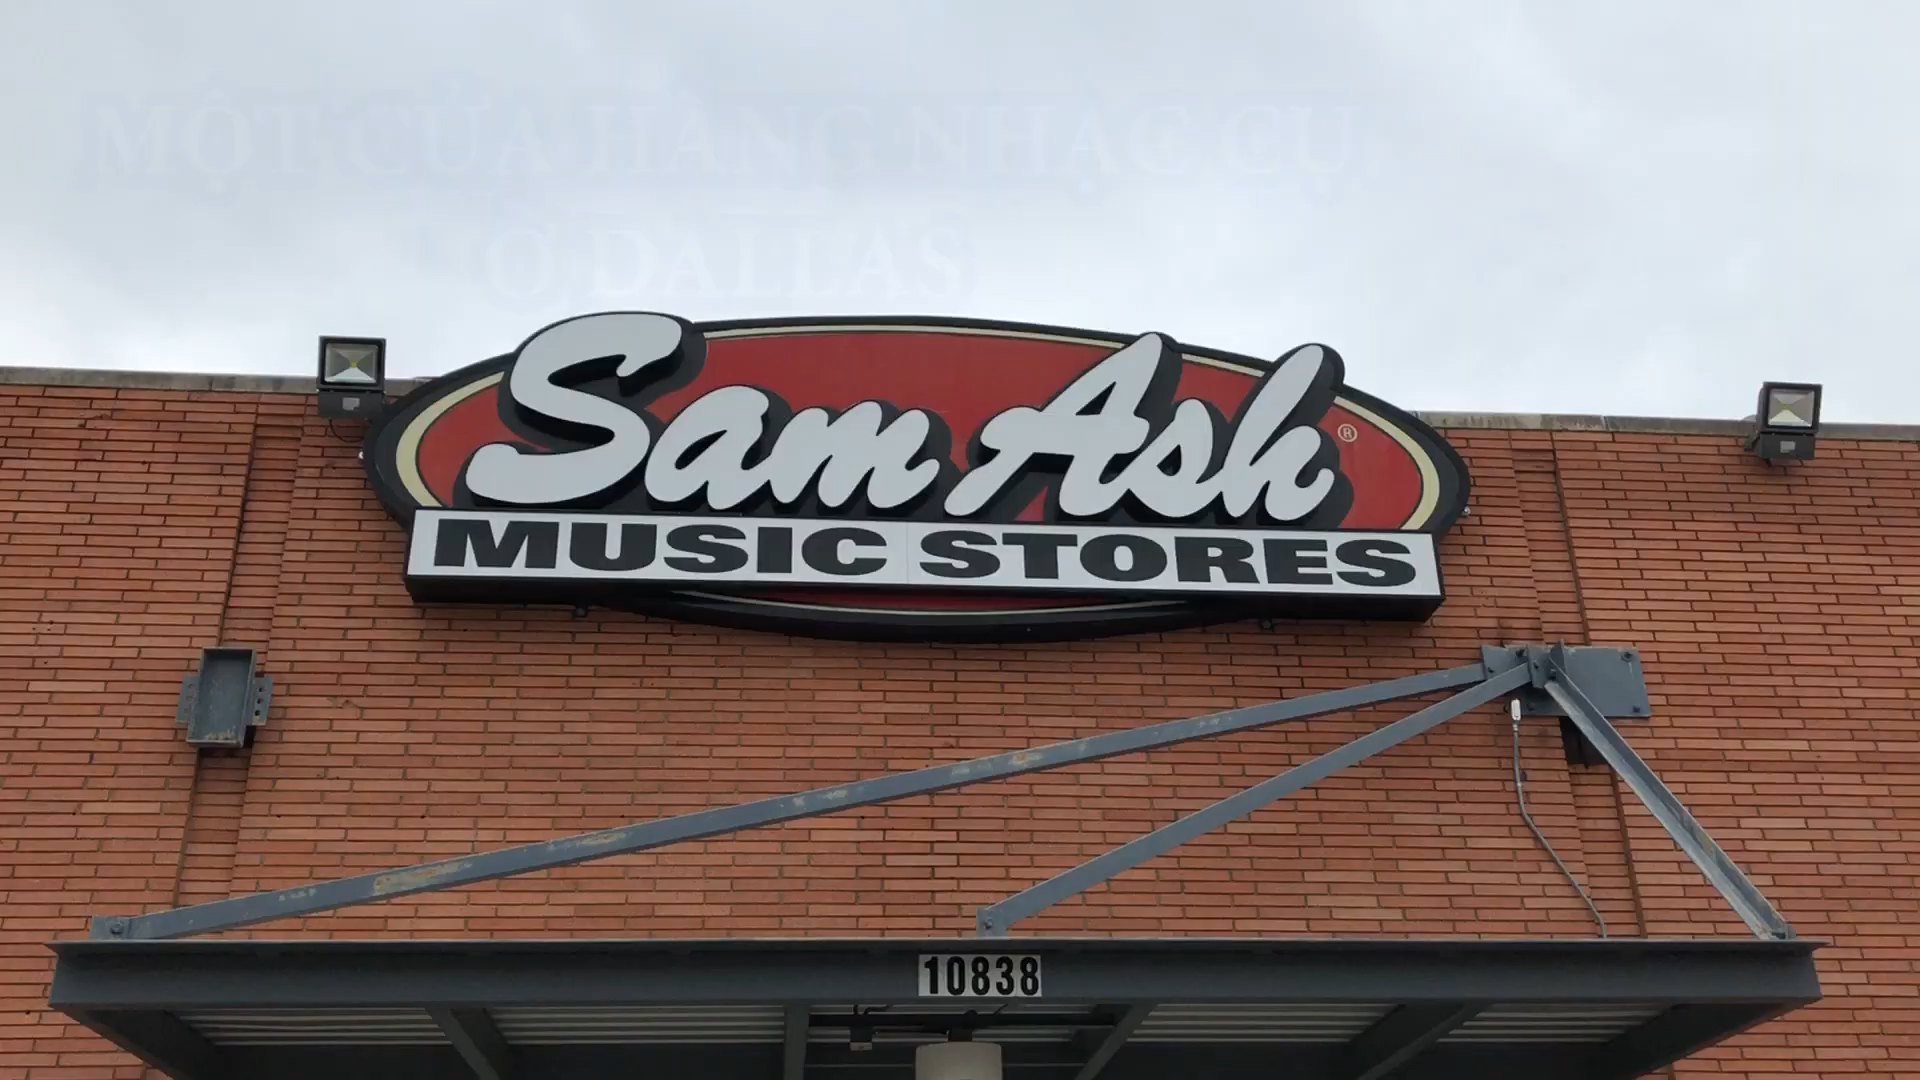 MỘT CỬA HÀNG NHẠC CỤ
Ở DALLAS
Sam Ash ®
MUSIC STORES
10838